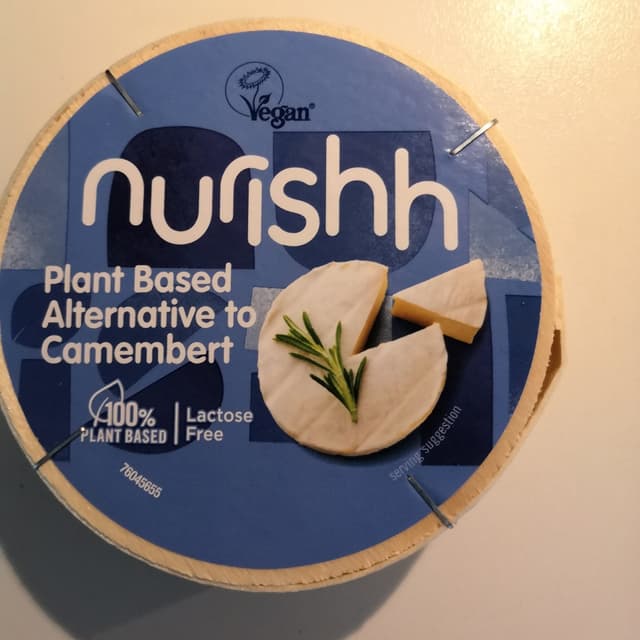 Vegan®
nurishh
Plant Based
Alternative to
Camembert
100%
PLANT BASED
Lactose
Free
76045655
Serving Suggestion